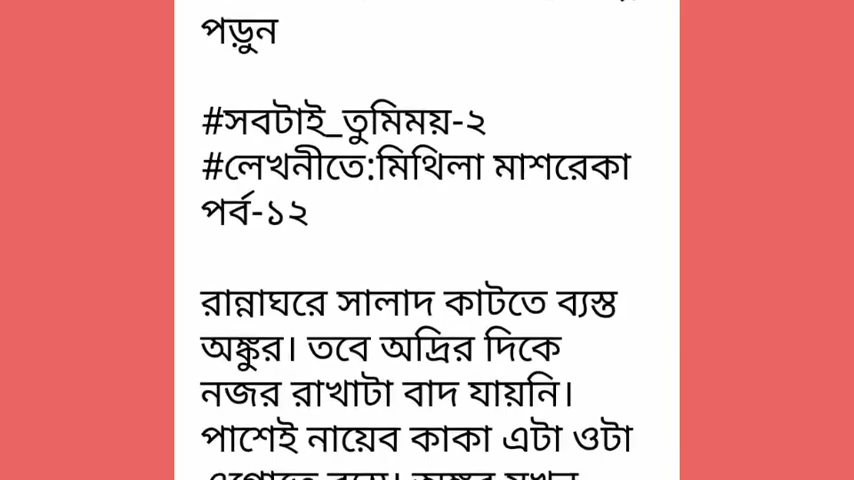 পড়ুন
#সবটাই_তুমিময়-২
#লেখনীতে:মিথিলা মাশরেকা
পর্ব-১২
রান্নাঘরে সালাদ কাটতে ব্যস্ত
অঙ্কুর। তবে অদ্রির দিকে
নজর রাখাটা বাদ যায়নি।
পাশেই নায়েব কাকা এটা ওটা